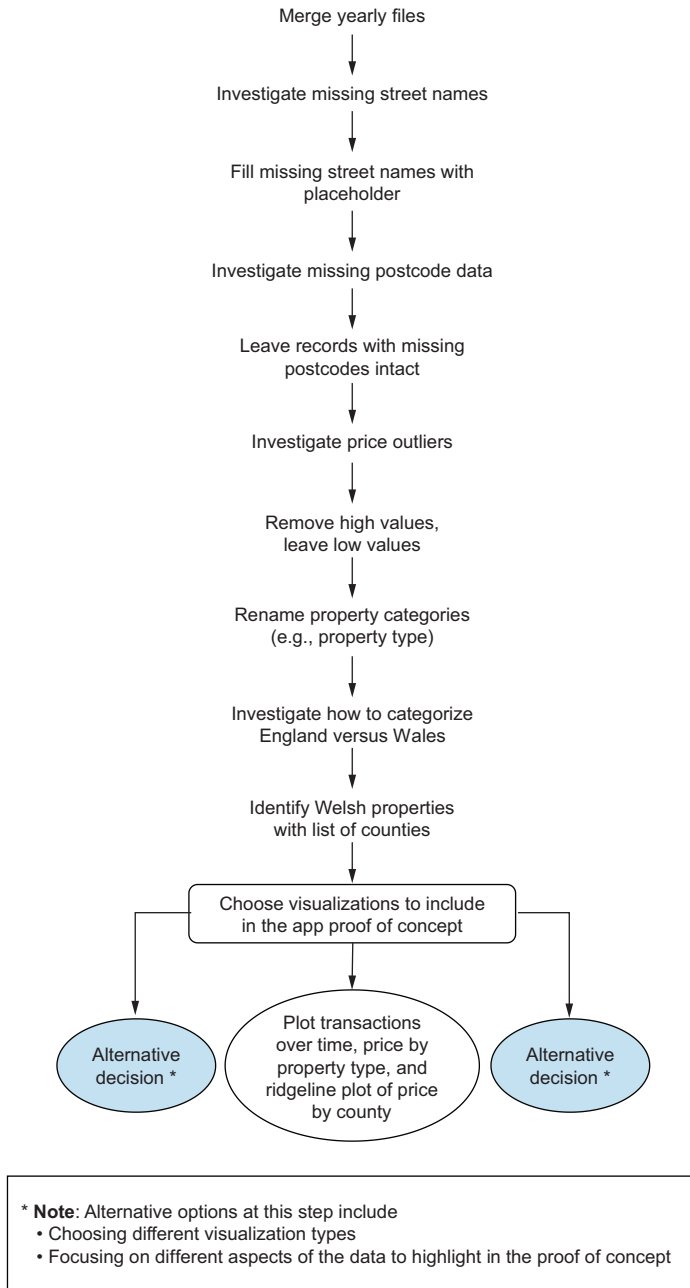 Merge yearly files
Investigate missing street names
Fill missing street names with
placeholder
Investigate missing postcode data
Leave records with missing
postcodes intact
Investigate price outliers
Remove high values,
leave low values
Rename property categories
(e.g., property type)
Investigate how to categorize
England versus Wales
Identify Welsh properties
with list of counties
Choose visualizations to include
in the app proof of concept
Alternative
decision *
Plot transactions
over time, price by
property type, and
ridgeline plot of price
by county
Alternative
decision *
* Note: Alternative options at this step include
• Choosing different visualization types
• Focusing on different aspects of the data to highlight in the proof of concept